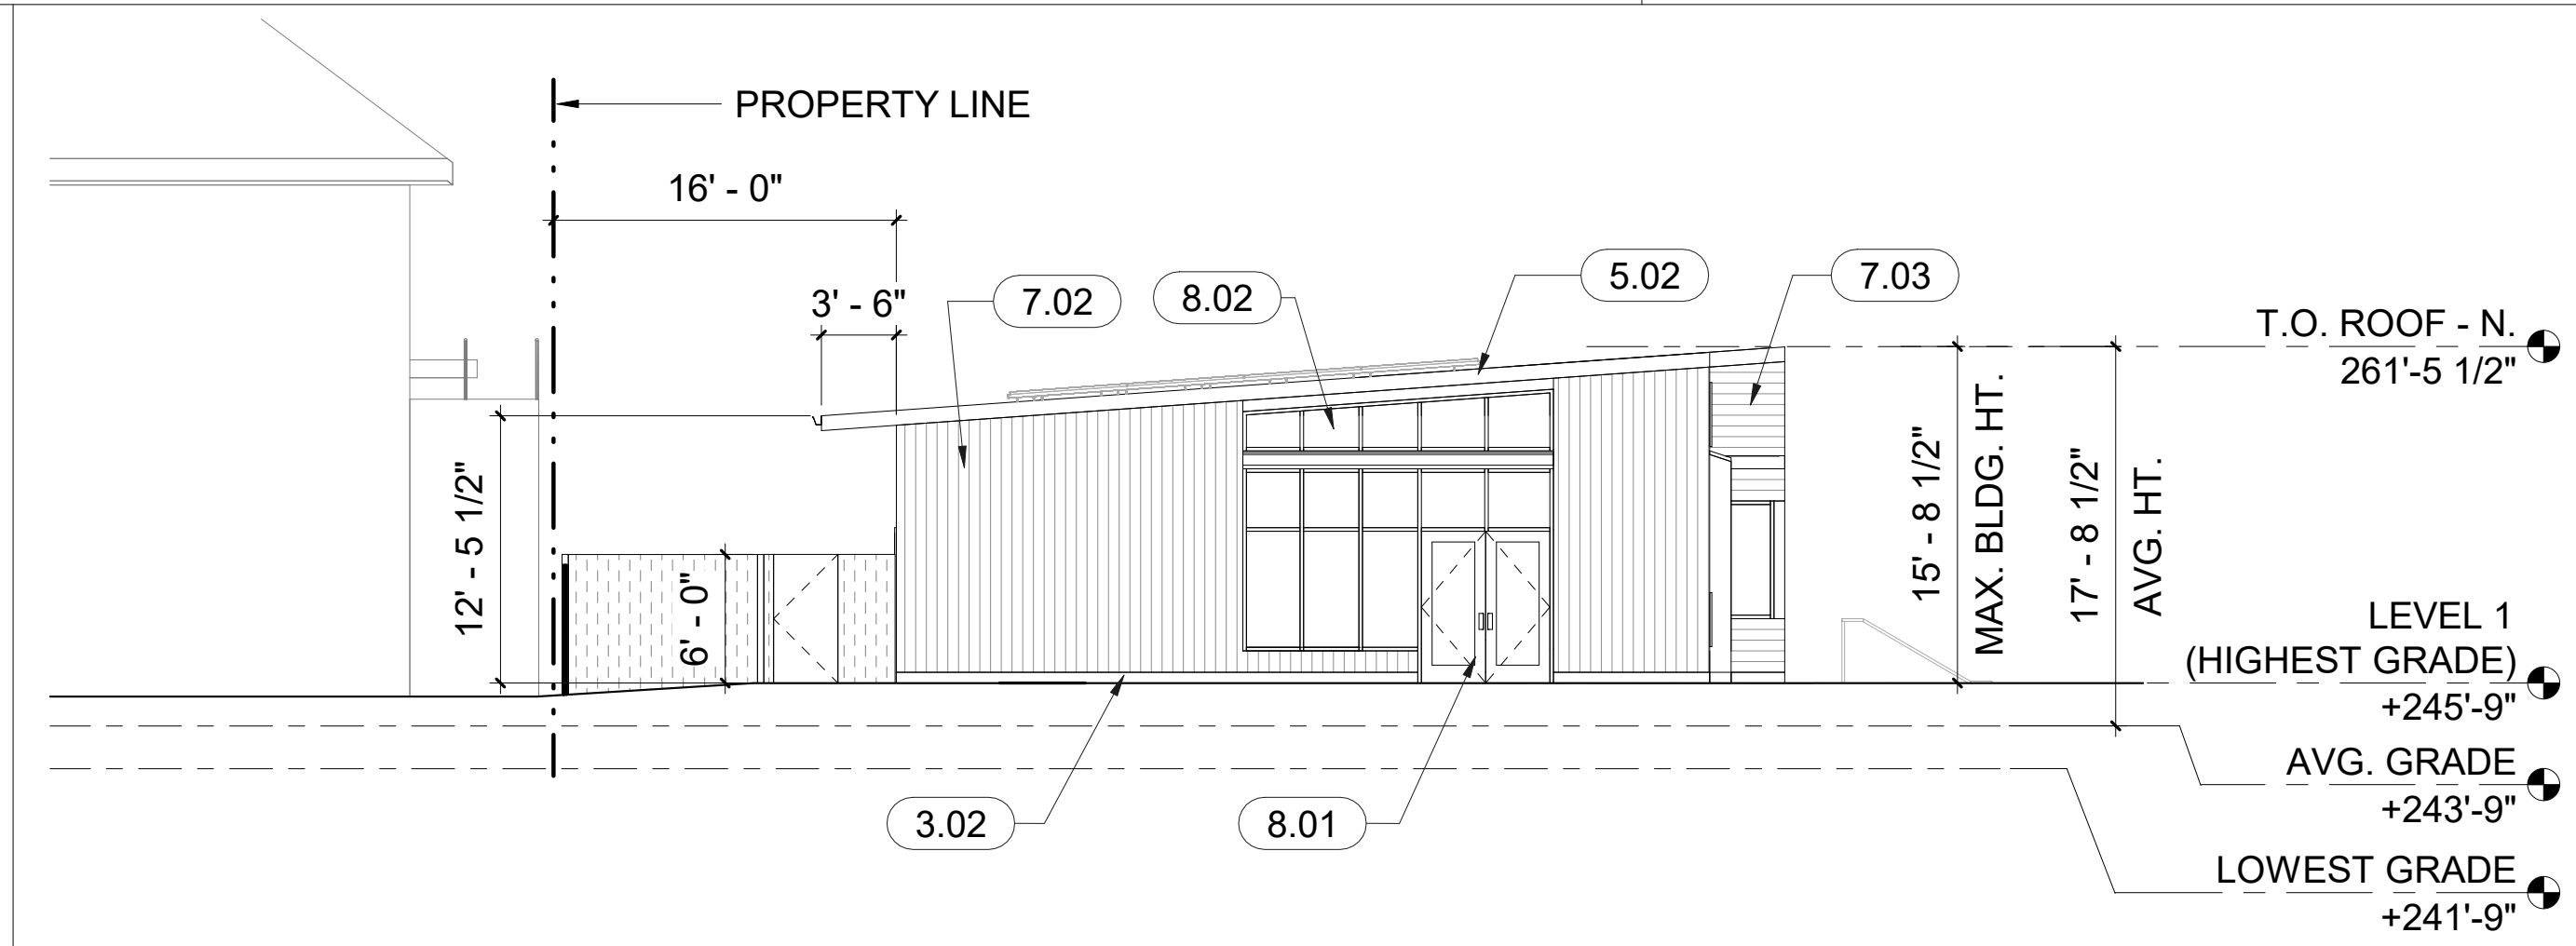 PROPERTY LINE
16' - 0"
3' - 6"
7.02
8.02
5.02
7.03
T.O. ROOF - N.
261'-5 1/2"
12' - 5 1/2"
6' - 0"
15' - 8 1/2"
MAX. BLDG. HT.
17' - 8 1/2"
AVG. HT.
LEVEL 1
(HIGHEST GRADE)
+245'-9"
AVG. GRADE
+243'-9"
3.02
8.01
LOWEST GRADE
+241'-9"